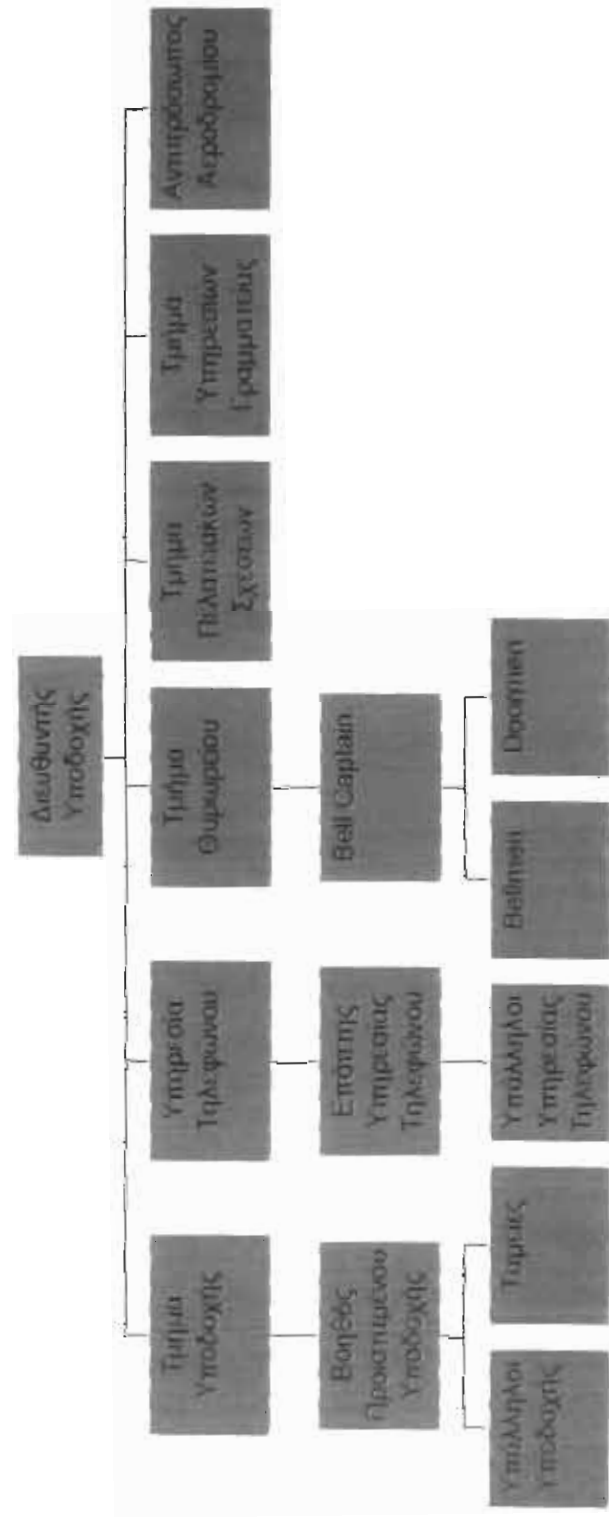 Διευθυντής
Υποδοχής
Τμήμα
Υποδοχής
Υπηρεσία
Τηλεφώνου
Τμήμα
Θυρωρείου
Τμήμα
Πελατειακών
Σχέσεων
Τμήμα
Υπηρεσιών
Γραμματείας
Αντιπρόσωπος
Αεροδρομίου
Βοηθός
Προϊσταμένου
Υποδοχής
Επόπτης
Υπηρεσίας
Τηλεφώνου
Bell Captain
Υπάλληλοι
Υποδοχής
Ταμίες
Υπάλληλοι
Υπηρεσίας
Τηλεφώνου
Bellmen
Doormen